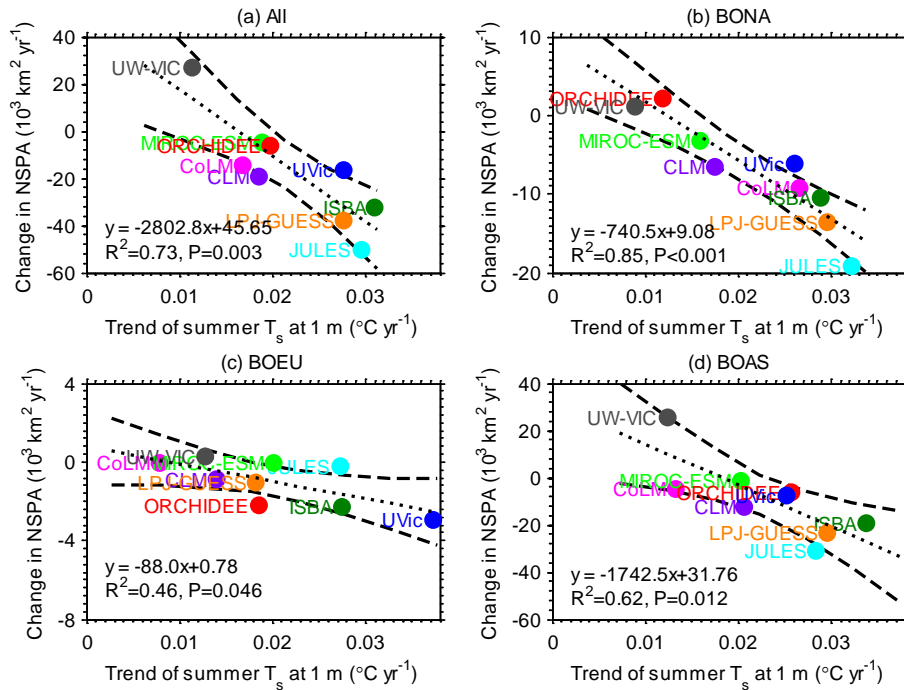 (a) All
Change in NSPA (10³ km² yr⁻¹)
40
20
0
-20
-40
-60
UW-VIC
MIROC-ESM
ORCHIDEE
CoLM
CLM
UVic
ISBA
LPJ-GUESS
JULES
y = -2802.8x+45.65
R²=0.73, P=0.003
0 0.01 0.02 0.03
Trend of summer Tₛ at 1 m (°C yr⁻¹)
(b) BONA
Change in NSPA (10³ km² yr⁻¹)
10
0
-10
-20
ORCHIDEE
UW-VIC
MIROC-ESM
CLM
UVic
CoLM
ISBA
LPJ-GUESS
JULES
y = -740.5x+9.08
R²=0.85, P<0.001
0 0.01 0.02 0.03
Trend of summer Tₛ at 1 m (°C yr⁻¹)
(c) BOEU
Change in NSPA (10³ km² yr⁻¹)
4
0
-4
-8
UW-VIC
CoLM
MIROC-ESM
JULES
CLM
LPJ-GUESS
ORCHIDEE
ISBA
UVic
y = -88.0x+0.78
R²=0.46, P=0.046
0 0.01 0.02 0.03
Trend of summer Tₛ at 1 m (°C yr⁻¹)
(d) BOAS
Change in NSPA (10³ km² yr⁻¹)
40
20
0
-20
-40
-60
UW-VIC
MIROC-ESM
CoLM
ORCHIDEE
UVic
CLM
ISBA
LPJ-GUESS
JULES
y = -1742.5x+31.76
R²=0.62, P=0.012
0 0.01 0.02 0.03
Trend of summer Tₛ at 1 m (°C yr⁻¹)